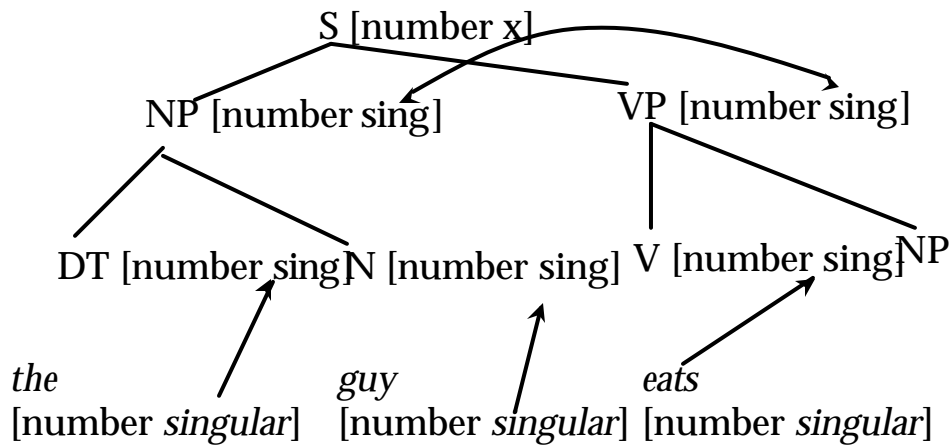 S [number x]
NP [number sing] VP [number sing]
DT [number sing] N [number sing] V [number sing] NP
the guy eats
[number singular] [number singular] [number singular]